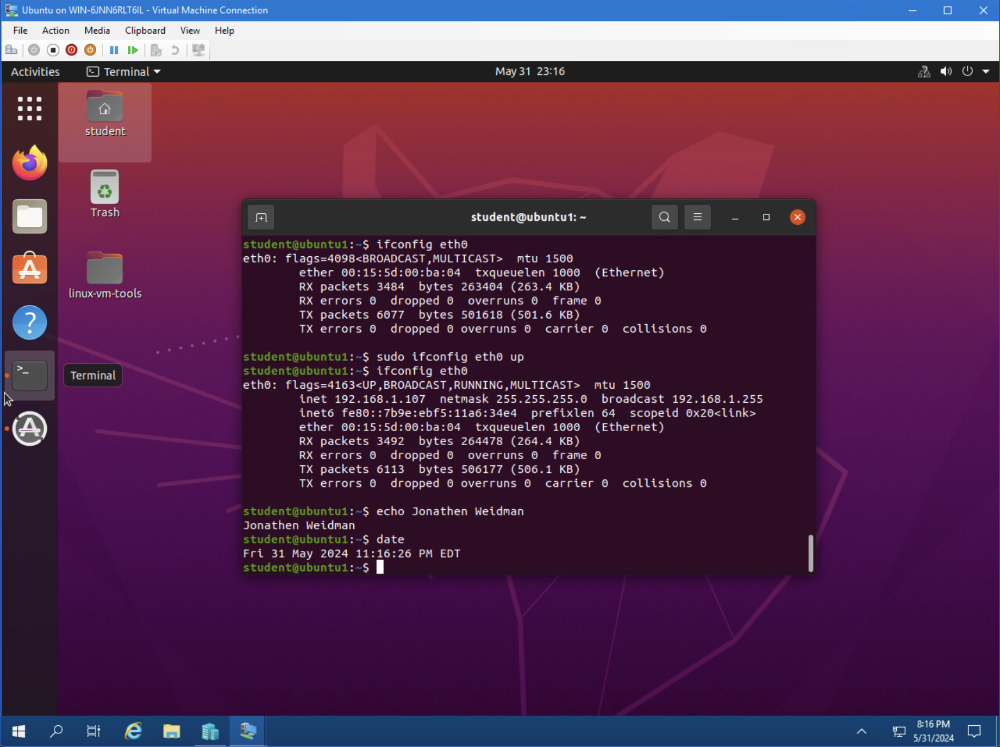 Ubuntu on WIN-6JNN6RLT6IL - Virtual Machine Connection
File Action Media Clipboard View Help
Activities Terminal May 31 23:16
student
Trash
linux-vm-tools
Terminal
student@ubuntu1: ~
student@ubuntu1:~$ ifconfig eth0
eth0: flags=4098<BROADCAST,MULTICAST>  mtu 1500
        ether 00:15:5d:00:ba:04  txqueuelen 1000  (Ethernet)
        RX packets 3484  bytes 263404 (263.4 KB)
        RX errors 0  dropped 0  overruns 0  frame 0
        TX packets 6077  bytes 501618 (501.6 KB)
        TX errors 0  dropped 0 overruns 0  carrier 0  collisions 0
student@ubuntu1:~$ sudo ifconfig eth0 up
student@ubuntu1:~$ ifconfig eth0
eth0: flags=4163<UP,BROADCAST,RUNNING,MULTICAST>  mtu 1500
        inet 192.168.1.107  netmask 255.255.255.0  broadcast 192.168.1.255
        inet6 fe80::7b9e:ebf5:11a6:34e4  prefixlen 64  scopeid 0x20<link>
        ether 00:15:5d:00:ba:04  txqueuelen 1000  (Ethernet)
        RX packets 3492  bytes 264478 (264.4 KB)
        RX errors 0  dropped 0  overruns 0  frame 0
        TX packets 6113  bytes 506177 (506.1 KB)
        TX errors 0  dropped 0 overruns 0  carrier 0  collisions 0
student@ubuntu1:~$ echo Jonathen Weidman
Jonathen Weidman
student@ubuntu1:~$ date
Fri 31 May 2024 11:16:26 PM EDT
student@ubuntu1:~$
8:16 PM
5/31/2024